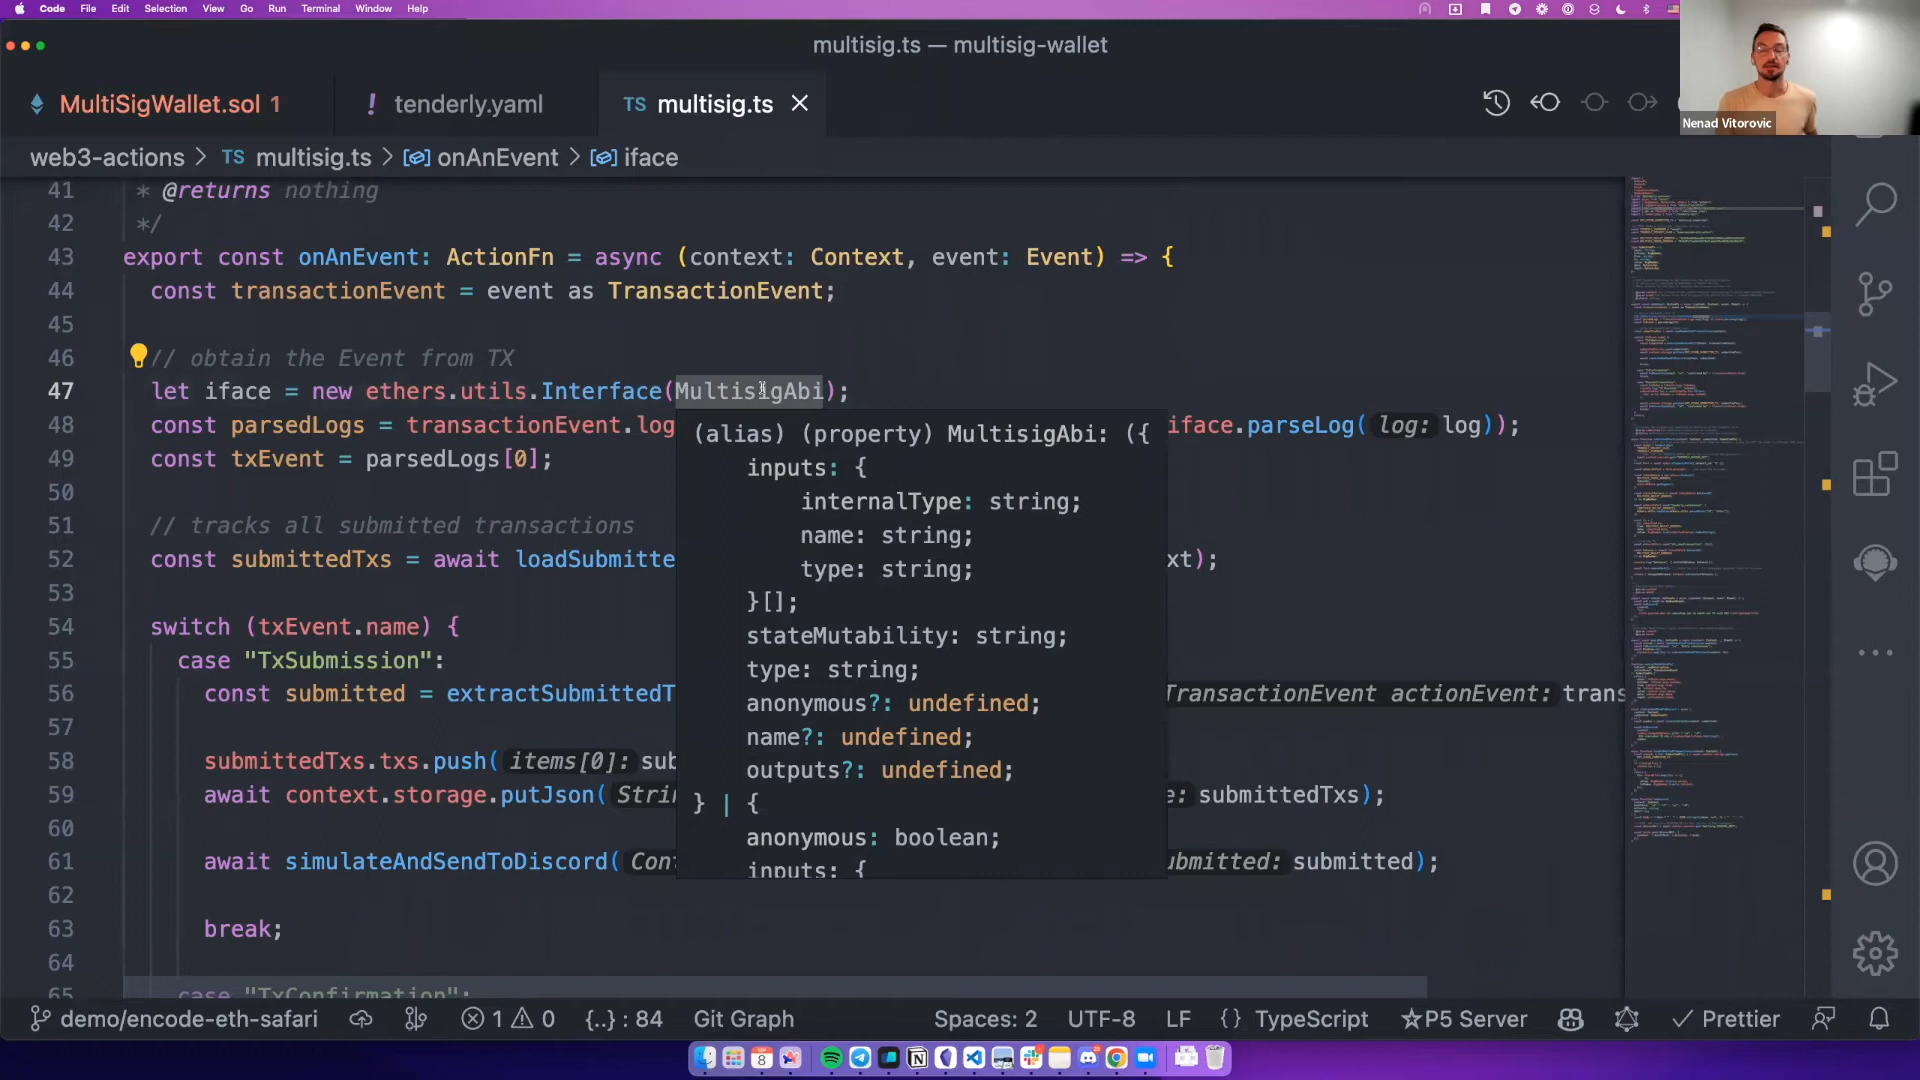 Code File Edit Selection View Go Run Terminal Window Help
multisig.ts — multisig-wallet
MultiSigWallet.sol 1
! tenderly.yaml
TS multisig.ts
Nenad Vitorovic
web3-actions > TS multisig.ts > onAnEvent > iface
41 * @returns nothing
42 */
43 export const onAnEvent: ActionFn = async (context: Context, event: Event) => {
44 const transactionEvent = event as TransactionEvent;
45
46 // obtain the Event from TX
47 let iface = new ethers.utils.Interface(MultisigAbi);
48 const parsedLogs = transactionEvent.log iface.parseLog( log: log));
49 const txEvent = parsedLogs[0];
50
51 // tracks all submitted transactions
52 const submittedTxs = await loadSubmitte xt);
53
54 switch (txEvent.name) {
55 case "TxSubmission":
56 const submitted = extractSubmittedT TransactionEvent actionEvent: trans
57
58 submittedTxs.txs.push( items[0]: sub
59 await context.storage.putJson( Strin e: submittedTxs);
60
61 await simulateAndSendToDiscord( Cont ubmitted: submitted);
62
63 break;
64
65 case "TxConfirmation":
(alias) (property) MultisigAbi: ({
inputs: {
internalType: string;
name: string;
type: string;
}[];
stateMutability: string;
type: string;
anonymous?: undefined;
name?: undefined;
outputs?: undefined;
} | {
anonymous: boolean;
inputs: {
demo/encode-eth-safari 1 0 {..} : 84 Git Graph Spaces: 2 UTF-8 LF {} TypeScript P5 Server Prettier